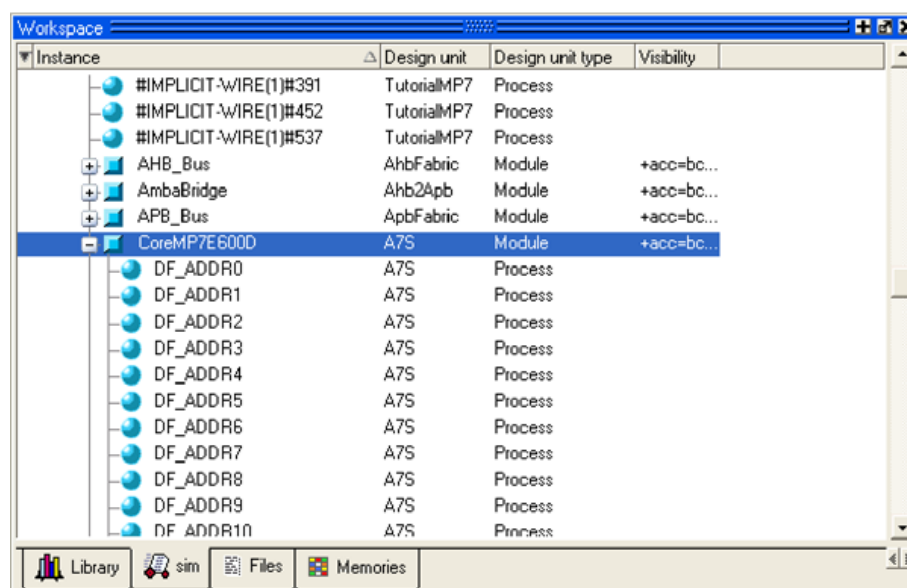 Workspace
Instance Design unit Design unit type Visibility
#IMPLICIT-WIRE(1)#391 TutorialMP7 Process
#IMPLICIT-WIRE(1)#452 TutorialMP7 Process
#IMPLICIT-WIRE(1)#537 TutorialMP7 Process
AHB_Bus AhbFabric Module +acc=bc...
AmbaBridge Ahb2Apb Module +acc=bc...
APB_Bus ApbFabric Module +acc=bc...
CoreMP7E600D A7S Module +acc=bc...
DF_ADDR0 A7S Process
DF_ADDR1 A7S Process
DF_ADDR2 A7S Process
DF_ADDR3 A7S Process
DF_ADDR4 A7S Process
DF_ADDR5 A7S Process
DF_ADDR6 A7S Process
DF_ADDR7 A7S Process
DF_ADDR8 A7S Process
DF_ADDR9 A7S Process
DF_ADDR10 A7S Process
Library sim Files Memories